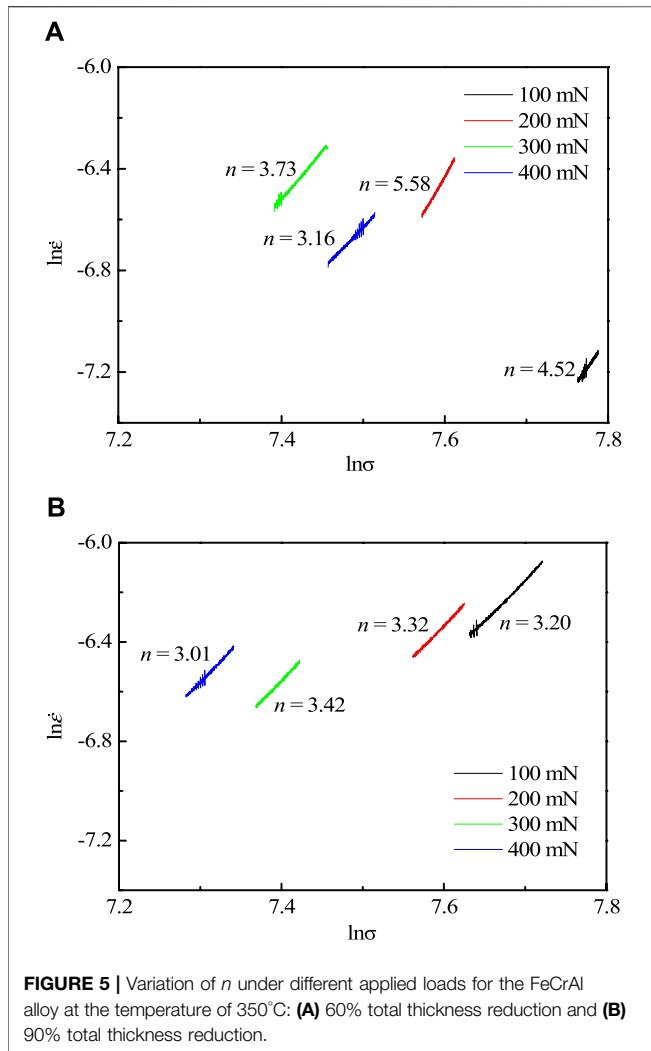 A
-6.0
-6.4
-6.8
-7.2
lnε̇
100 mN
200 mN
300 mN
400 mN
n = 3.73
n = 5.58
n = 3.16
n = 4.52
7.2
7.4
7.6
7.8
lnσ
B
-6.0
-6.4
-6.8
-7.2
lnε̇
n = 3.01
n = 3.32
n = 3.20
n = 3.42
100 mN
200 mN
300 mN
400 mN
7.2
7.4
7.6
7.8
lnσ
FIGURE 5 | Variation of n under different applied loads for the FeCrAl
alloy at the temperature of 350°C: (A) 60% total thickness reduction and (B)
90% total thickness reduction.